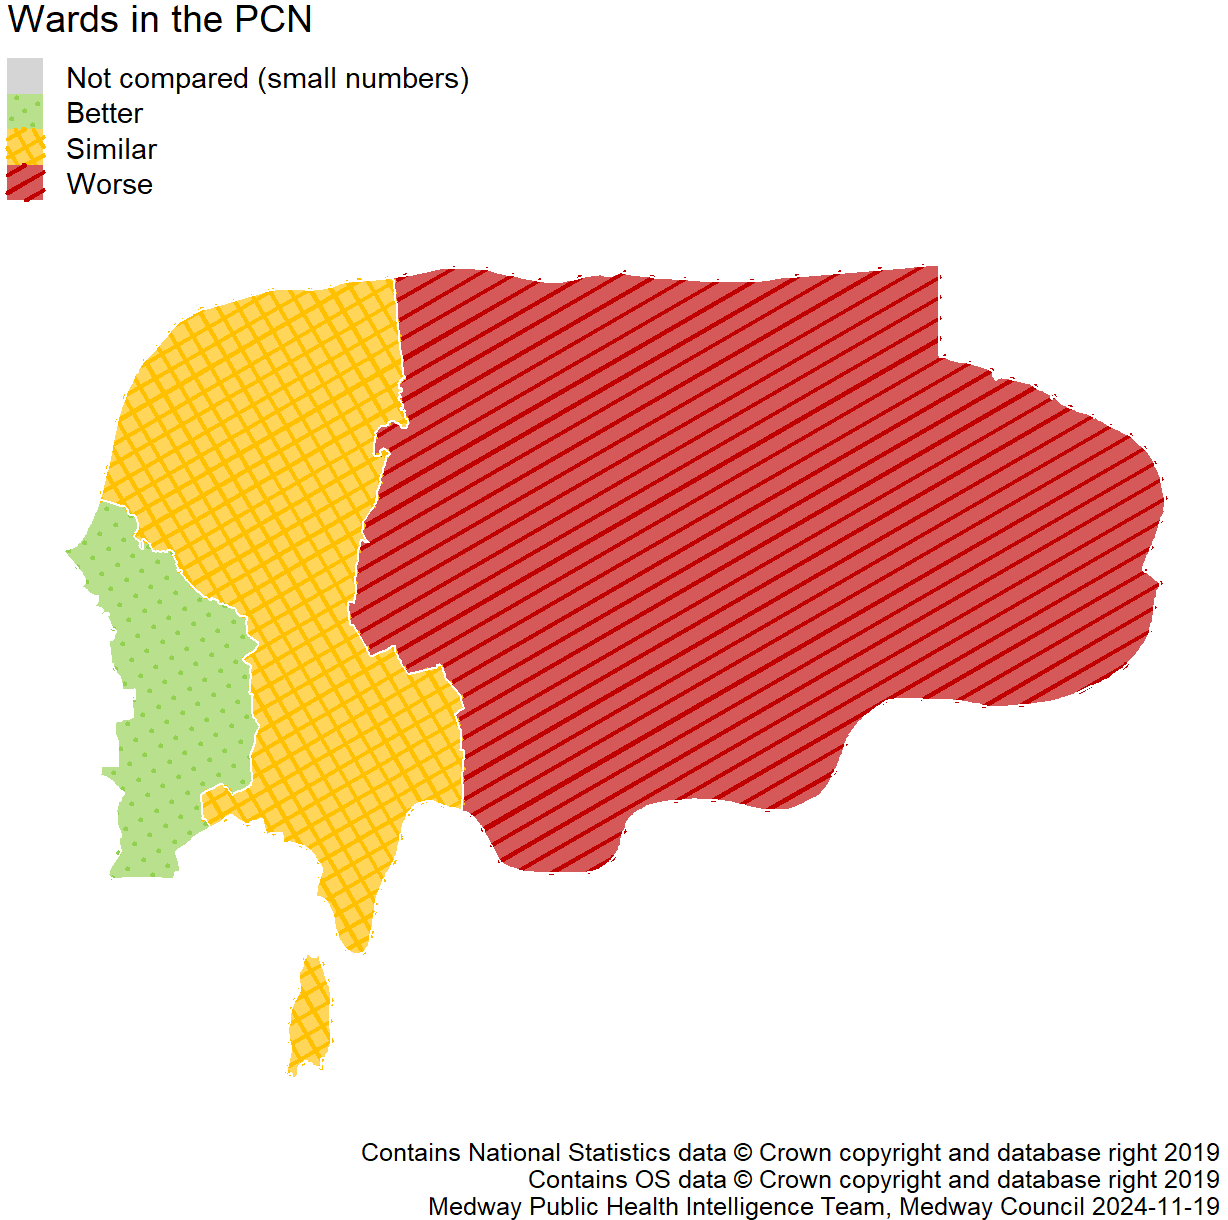 Wards in the PCN
Not compared (small numbers)
Better
Similar
Worse
Contains National Statistics data © Crown copyright and database right 2019
Contains OS data © Crown copyright and database right 2019
Medway Public Health Intelligence Team, Medway Council 2024-11-19